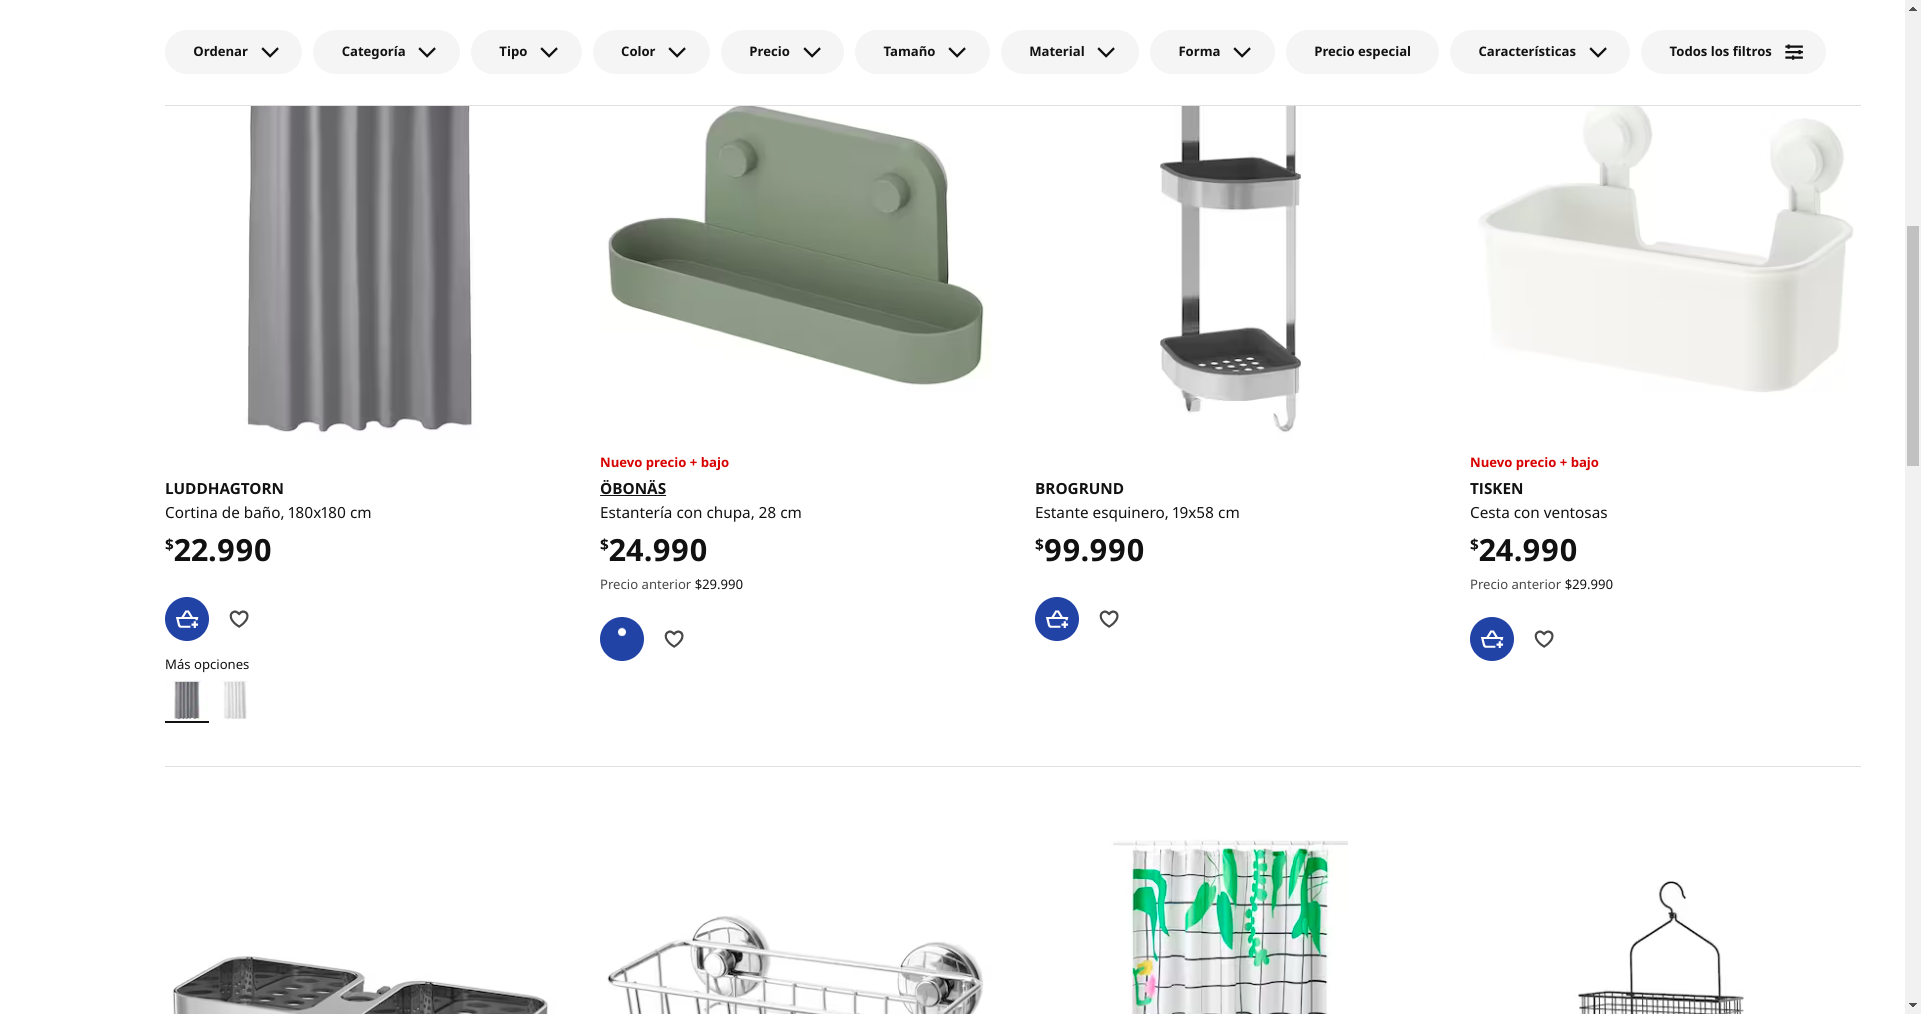 Ordenar
Categoría
Tipo
Color
Precio
Tamaño
Material
Forma
Precio especial
Características
Todos los filtros
LUDDHAGTORN
Cortina de baño, 180x180 cm
$22.990
Más opciones
Nuevo precio + bajo
ÖBONÄS
Estantería con chupa, 28 cm
$24.990
Precio anterior $29.990
BROGRUND
Estante esquinero, 19x58 cm
$99.990
Nuevo precio + bajo
TISKEN
Cesta con ventosas
$24.990
Precio anterior $29.990